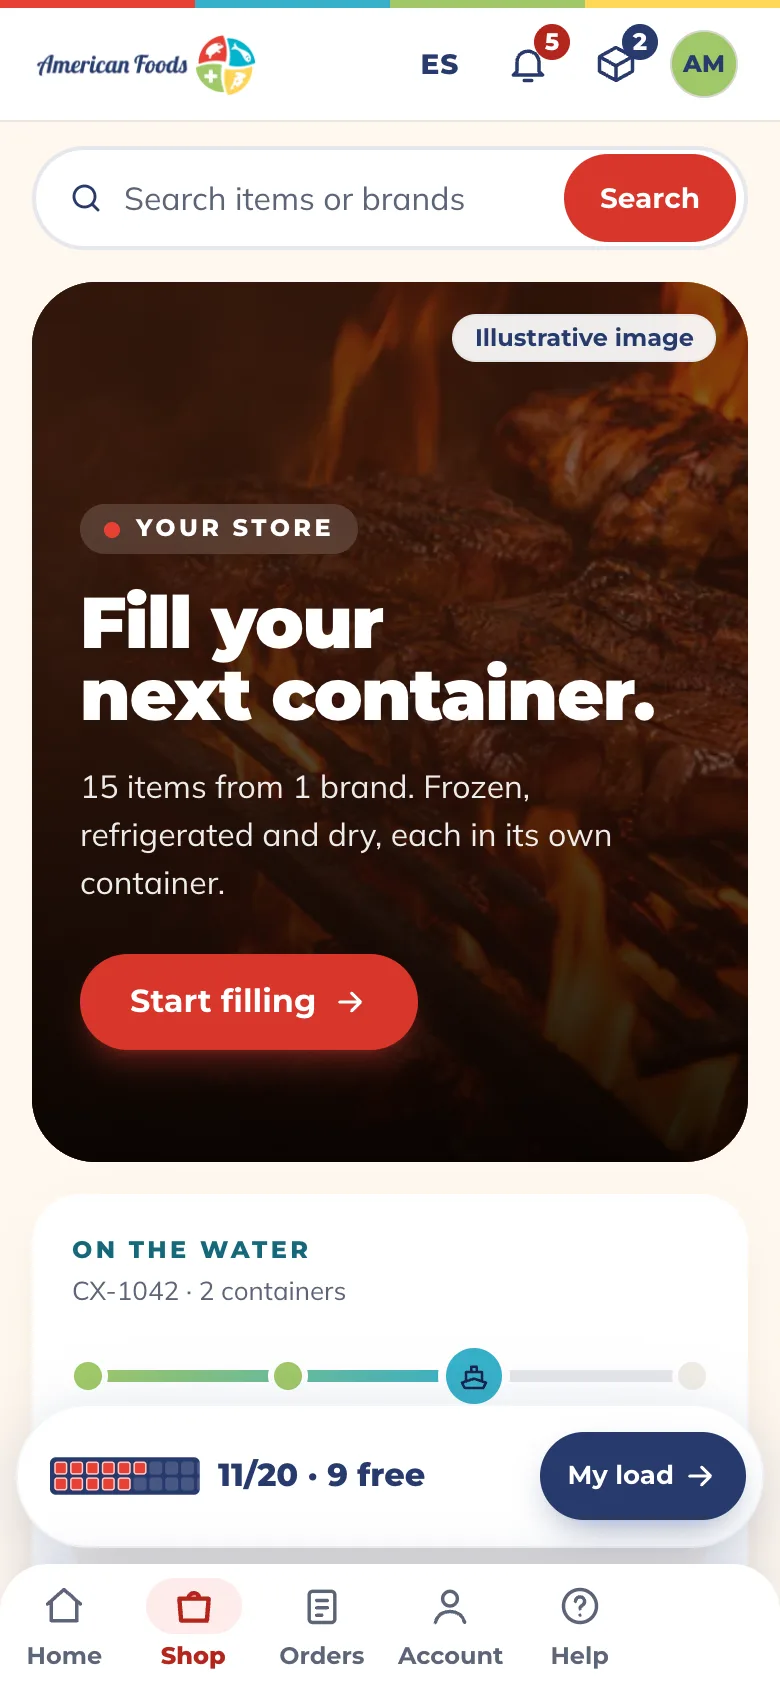 American Foods
ES
5
2
AM
Search items or brands
Search
Illustrative image
YOUR STORE
Fill your
next container.
15 items from 1 brand. Frozen,
refrigerated and dry, each in its own
container.
Start filling
ON THE WATER
CX-1042 · 2 containers
11/20 · 9 free
My load
Home
Shop
Orders
Account
Help